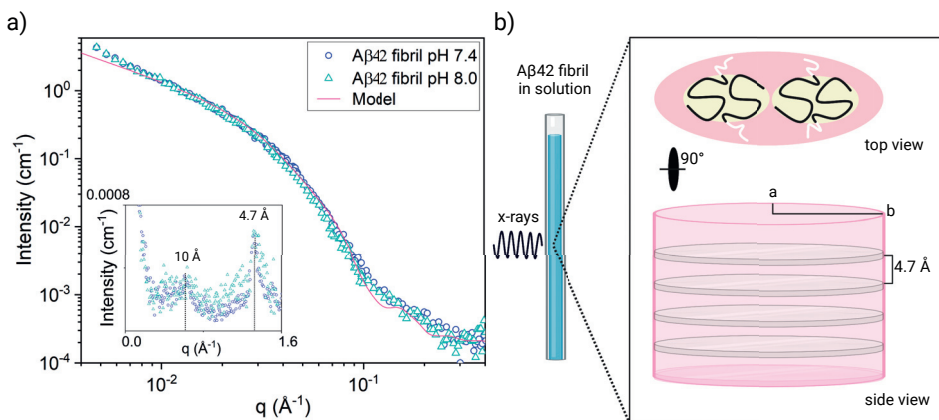 a)
Intensity (cm⁻¹)
10⁰
10⁻¹
10⁻²
10⁻³
10⁻⁴
10⁻²
10⁻¹
q (Å⁻¹)
Aβ42 fibril pH 7.4
Aβ42 fibril pH 8.0
Model
0.0008
Intensity (cm⁻¹)
10 Å
4.7 Å
0.0
q (Å⁻¹)
1.6
b)
Aβ42 fibril
in solution
x-rays
top view
90°
a
b
4.7 Å
side view